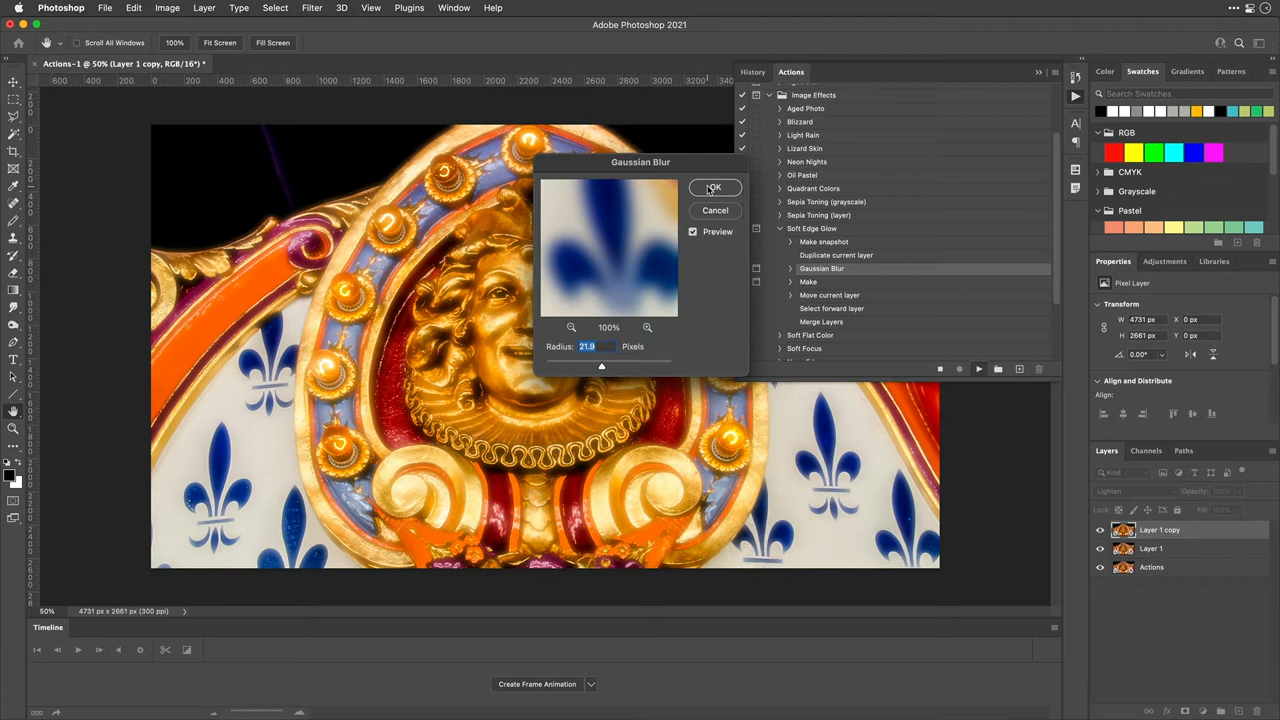 Photoshop File Edit Image Layer Type Select Filter 3D View Plugins Window Help
Adobe Photoshop 2021
Scroll All Windows 100% Fit Screen Fill Screen
Actions-1 @ 50% (Layer 1 copy, RGB/16*) *
History Actions
Image Effects
Aged Photo
Blizzard
Light Rain
Lizard Skin
Neon Nights
Oil Pastel
Quadrant Colors
Sepia Toning (grayscale)
Sepia Toning (layer)
Soft Edge Glow
Make snapshot
Duplicate current layer
Gaussian Blur
Make
Move current layer
Select forward layer
Merge Layers
Soft Flat Color
Soft Focus
Gaussian Blur
OK
Cancel
Preview
100%
Radius: 21.9 Pixels
Color Swatches Gradients Patterns
Search Swatches
RGB
CMYK
Grayscale
Pastel
Properties Adjustments Libraries
Pixel Layer
Transform
W 4731 px X 0 px
H 2661 px Y 0 px
0.00°
Align and Distribute
Align:
Layers Channels Paths
Kind
Lighten Opacity: 100%
Lock: Fill: 100%
Layer 1 copy
Layer 1
Actions
50% 4731 px x 2661 px (300 ppi)
Timeline
Create Frame Animation